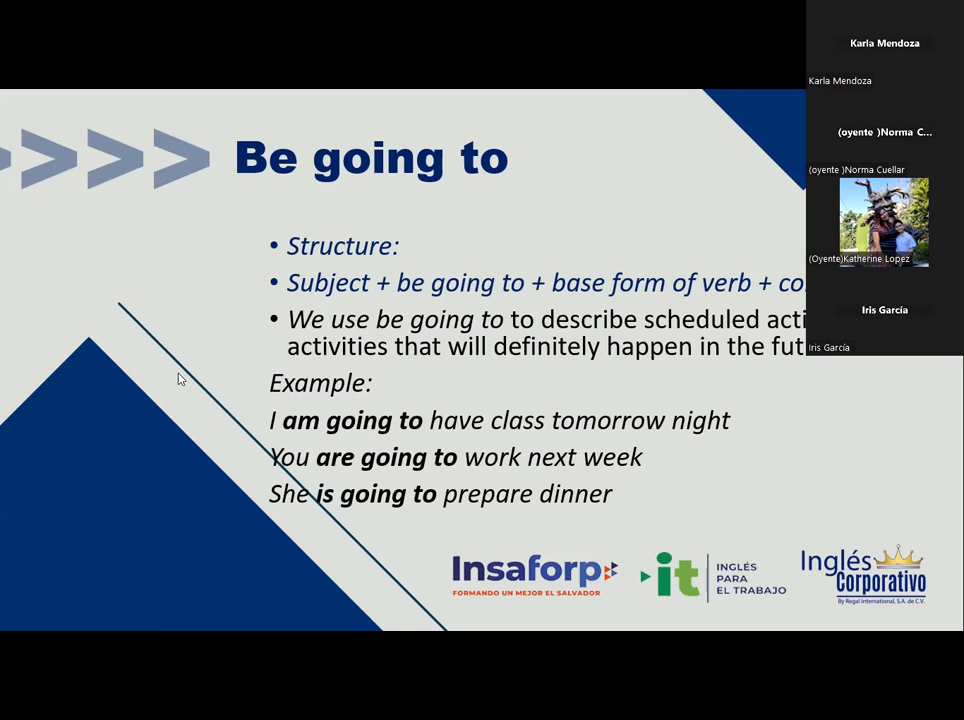 Karla Mendoza
Karla Mendoza
(oyente )Norma C...
(oyente )Norma Cuellar
(Oyente)Katherine Lopez
Iris García
Iris García
>>>>
Be going to
• Structure:
• Subject + be going to + base form of verb + co
• We use be going to to describe scheduled acti
activities that will definitely happen in the fut
Example:
I am going to have class tomorrow night
You are going to work next week
She is going to prepare dinner
Insaforp
FORMANDO UN MEJOR EL SALVADOR
it
INGLÉS
PARA
EL TRABAJO
Inglés
Corporativo
By Regal International, S.A. de C.V.